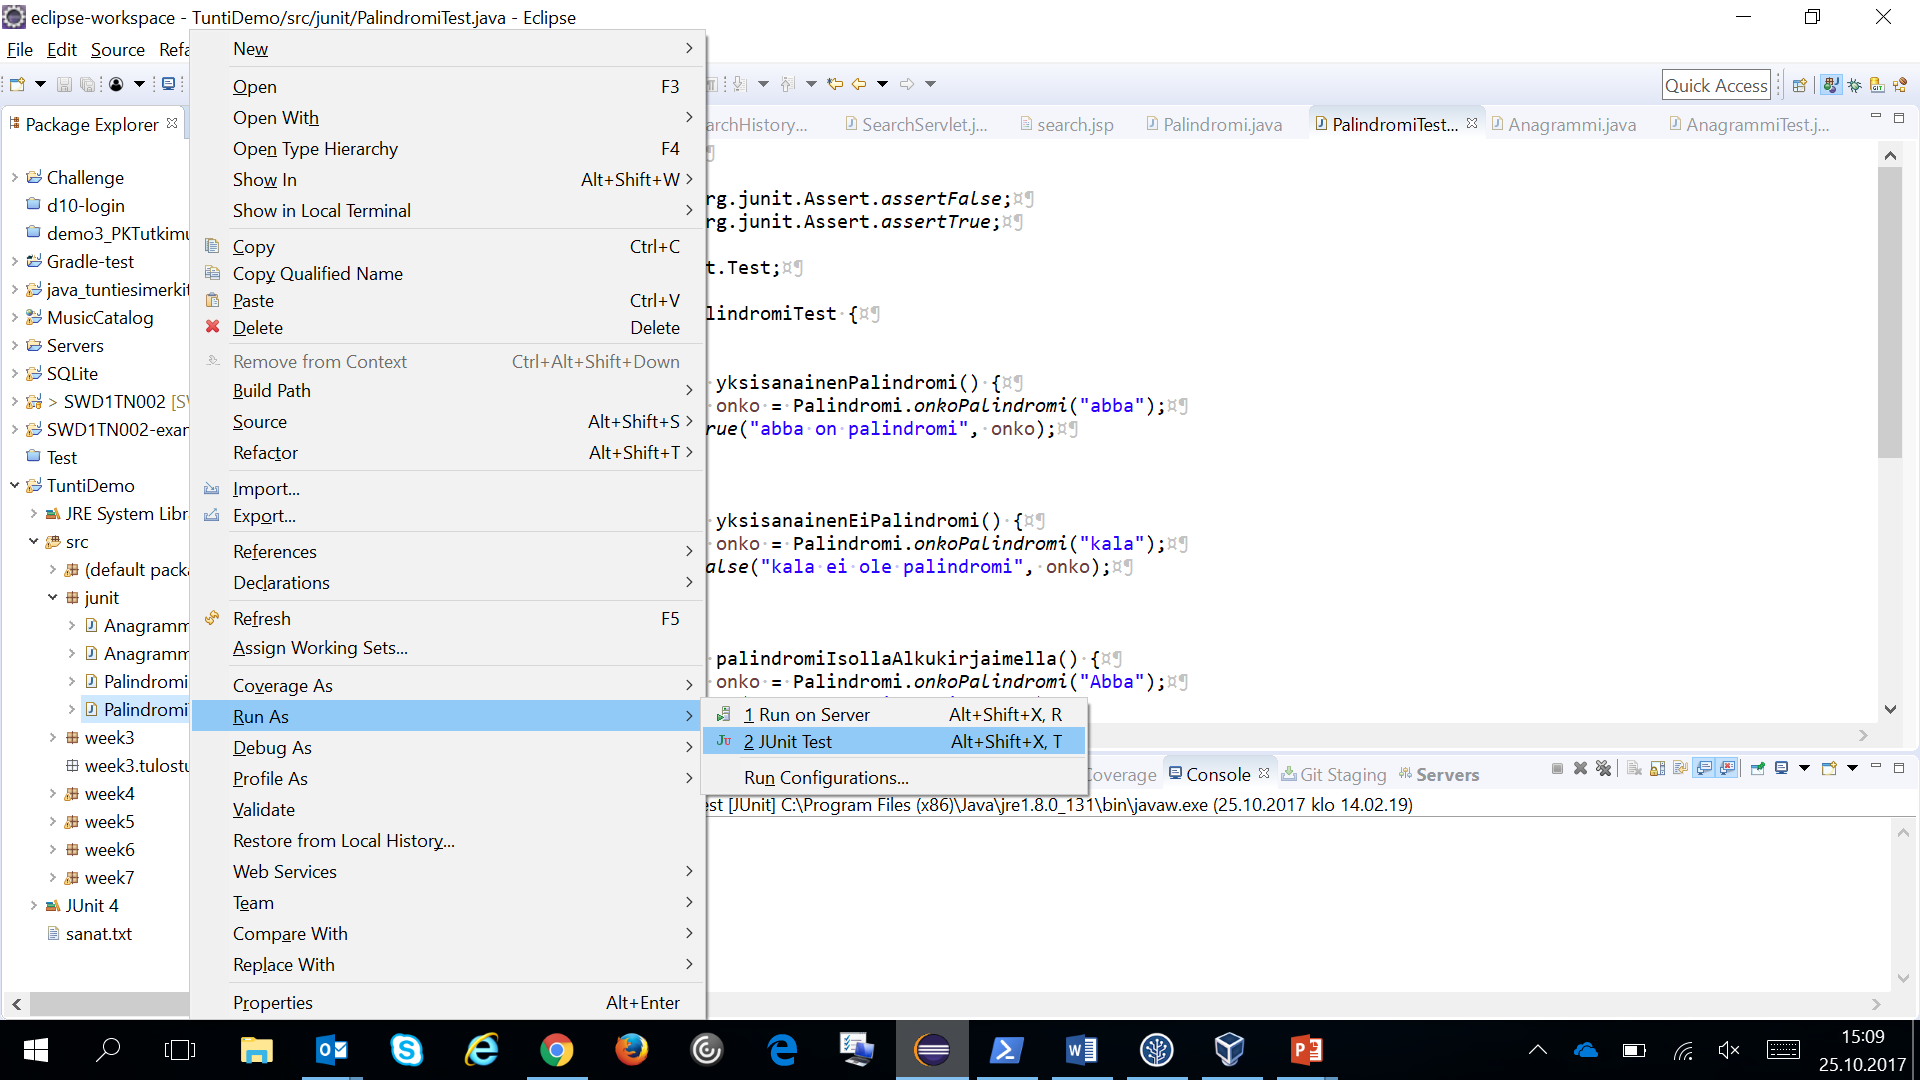 eclipse-workspace - TuntiDemo/src/junit/PalindromiTest.java - Eclipse
File Edit Source Refa
Quick Access
Package Explorer
archHistory...
SearchServlet.j...
search.jsp
Palindromi.java
PalindromiTest...
Anagrammi.java
AnagrammiTest.j...
Challenge
d10-login
demo3_PKTutkimu
Gradle-test
java_tuntiesimerkit
MusicCatalog
Servers
SQLite
> SWD1TN002 [SW
SWD1TN002-exan
Test
TuntiDemo
JRE System Libr
src
(default packa
junit
Anagramm
Anagramm
Palindromi
PalindromiT
week3
week3.tulostu
week4
week5
week6
week7
JUnit 4
sanat.txt
New
Open F3
Open With
Open Type Hierarchy F4
Show In Alt+Shift+W
Show in Local Terminal
Copy Ctrl+C
Copy Qualified Name
Paste Ctrl+V
Delete Delete
Remove from Context Ctrl+Alt+Shift+Down
Build Path
Source Alt+Shift+S
Refactor Alt+Shift+T
Import...
Export...
References
Declarations
Refresh F5
Assign Working Sets...
Coverage As
Run As
Debug As
Profile As
Validate
Restore from Local History...
Web Services
Team
Compare With
Replace With
Properties Alt+Enter
1 Run on Server Alt+Shift+X, R
2 JUnit Test Alt+Shift+X, T
Run Configurations...
¶
rg.junit.Assert.assertFalse;¤¶
rg.junit.Assert.assertTrue;¤¶
t.Test;¤¶
lindromiTest·{¤¶
yksisanainenPalindromi()·{¤¶
onko = Palindromi.onkoPalindromi("abba");¤¶
rue("abba·on·palindromi",·onko);¤¶
yksisanainenEiPalindromi()·{¤¶
onko = Palindromi.onkoPalindromi("kala");¤¶
alse("kala·ei·ole·palindromi",·onko);¤¶
palindromiIsollaAlkukirjaimella()·{¤¶
onko = Palindromi.onkoPalindromi("Abba");¤¶
overage
Console
Git Staging
Servers
est [JUnit] C:\Program Files (x86)\Java\jre1.8.0_131\bin\javaw.exe (25.10.2017 klo 14.02.19)
15:09
25.10.2017